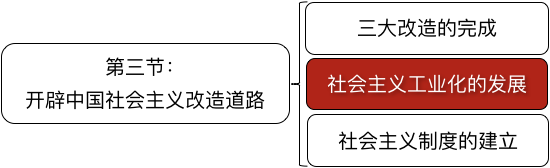 第三节：
开辟中国社会主义改造道路
三大改造的完成
社会主义工业化的发展
社会主义制度的建立